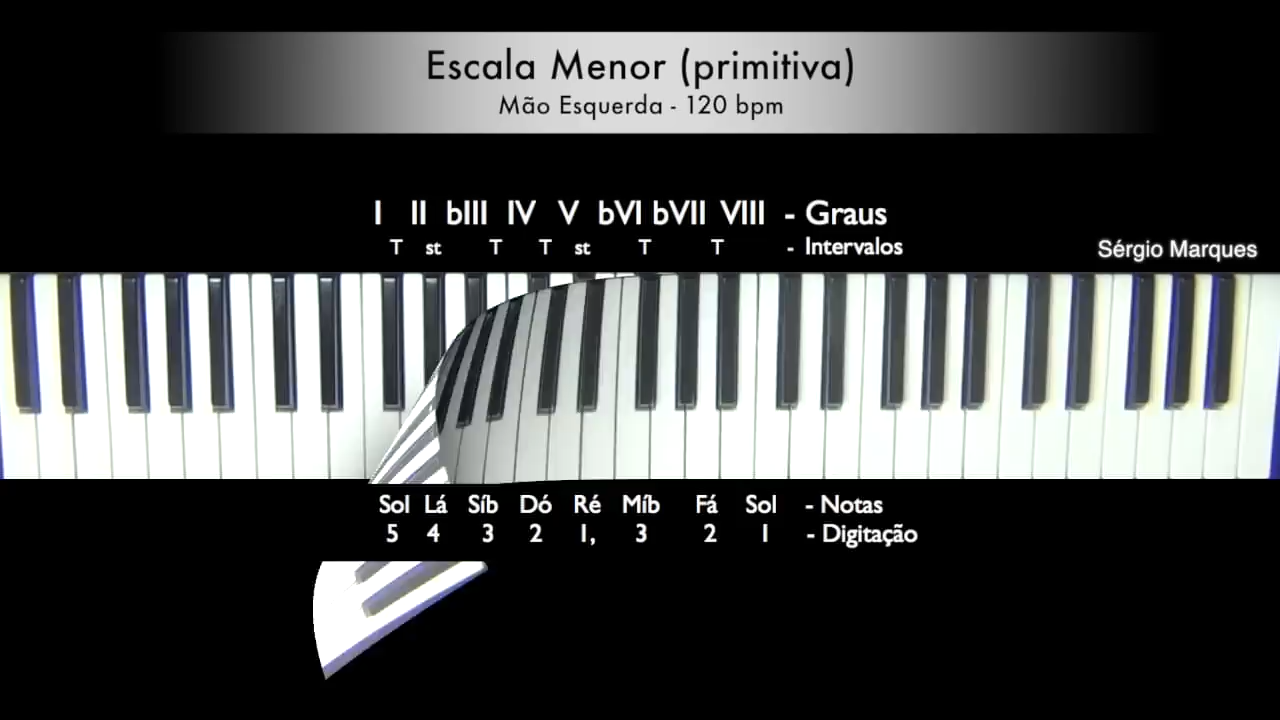 Escala Menor (primitiva)
Mão Esquerda - 120 bpm
I II bIII IV V bVI bVII VIII - Graus
T st T T st T T - Intervalos
Sérgio Marques
Sol Lá Síb Dó Ré Míb Fá Sol - Notas
5 4 3 2 1, 3 2 1 - Digitação